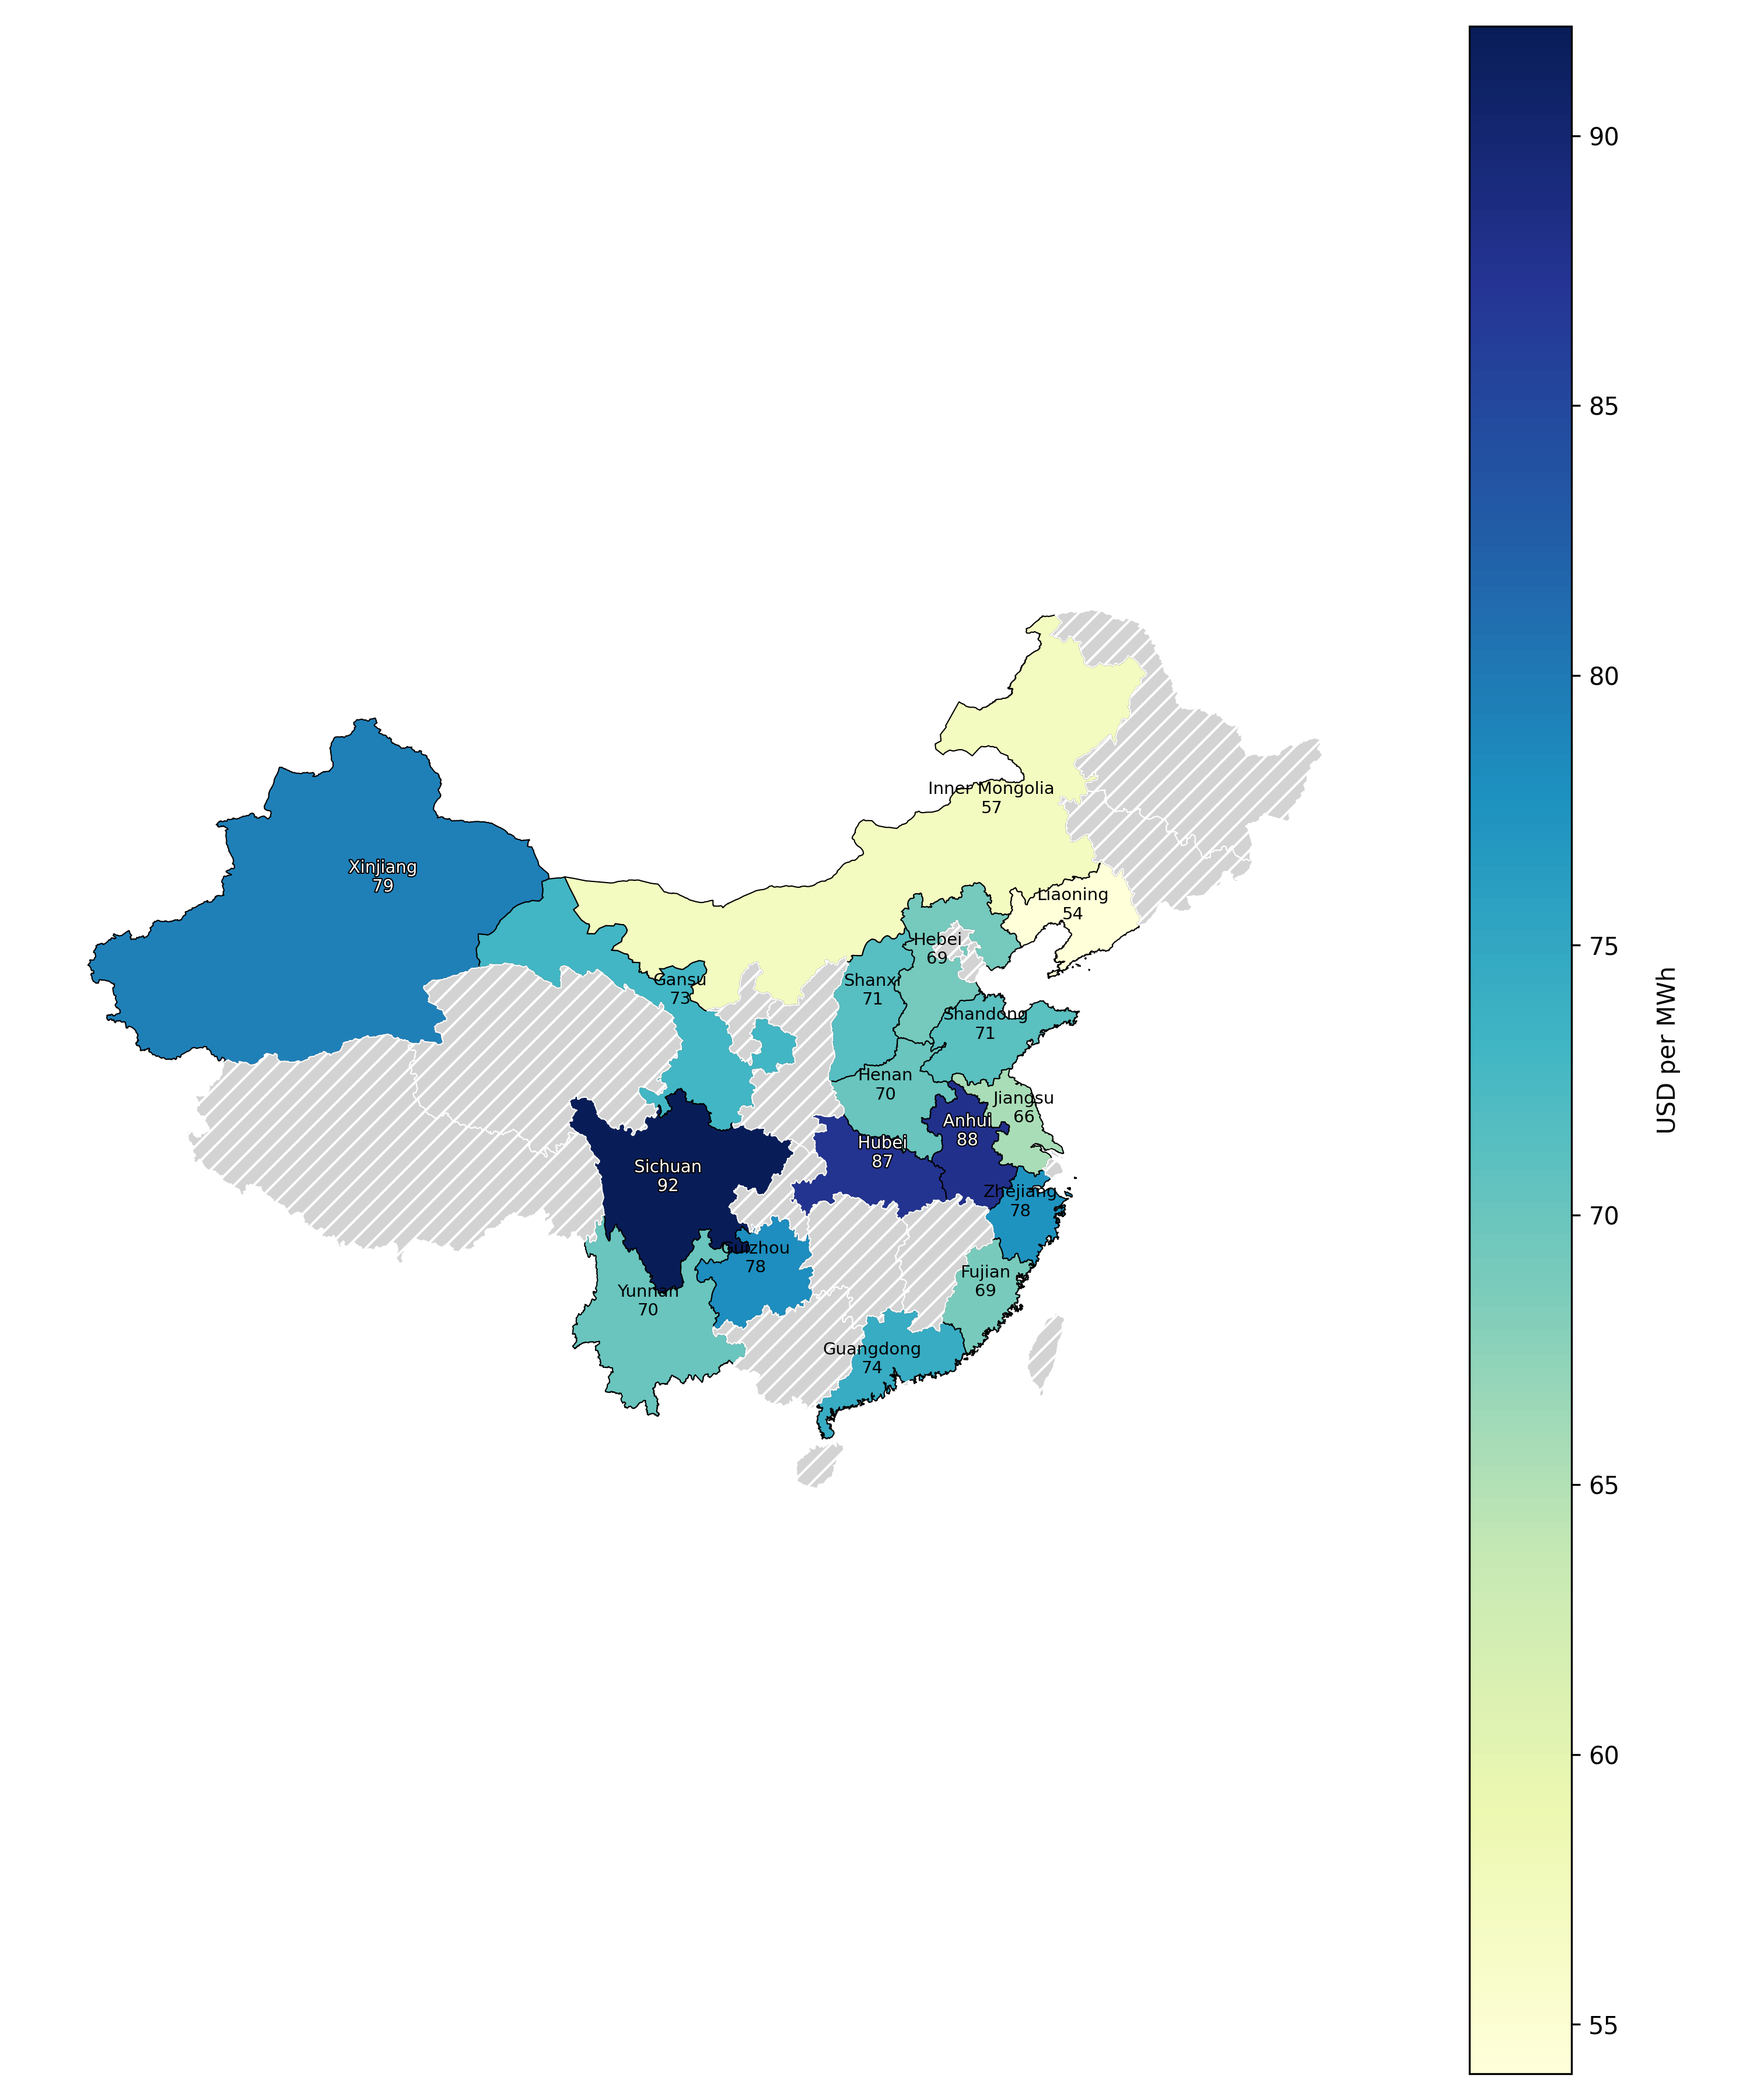 Inner Mongolia
57
Xinjiang
79
Liaoning
54
Hebei
69
Gansu
73
Shanxi
71
Shandong
71
Henan
70
Jiangsu
66
Anhui
88
Hubei
87
Sichuan
92
Zhejiang
78
Guizhou
78
Fujian
69
Yunnan
70
Guangdong
74
90
85
80
75
70
65
60
55
USD per MWh